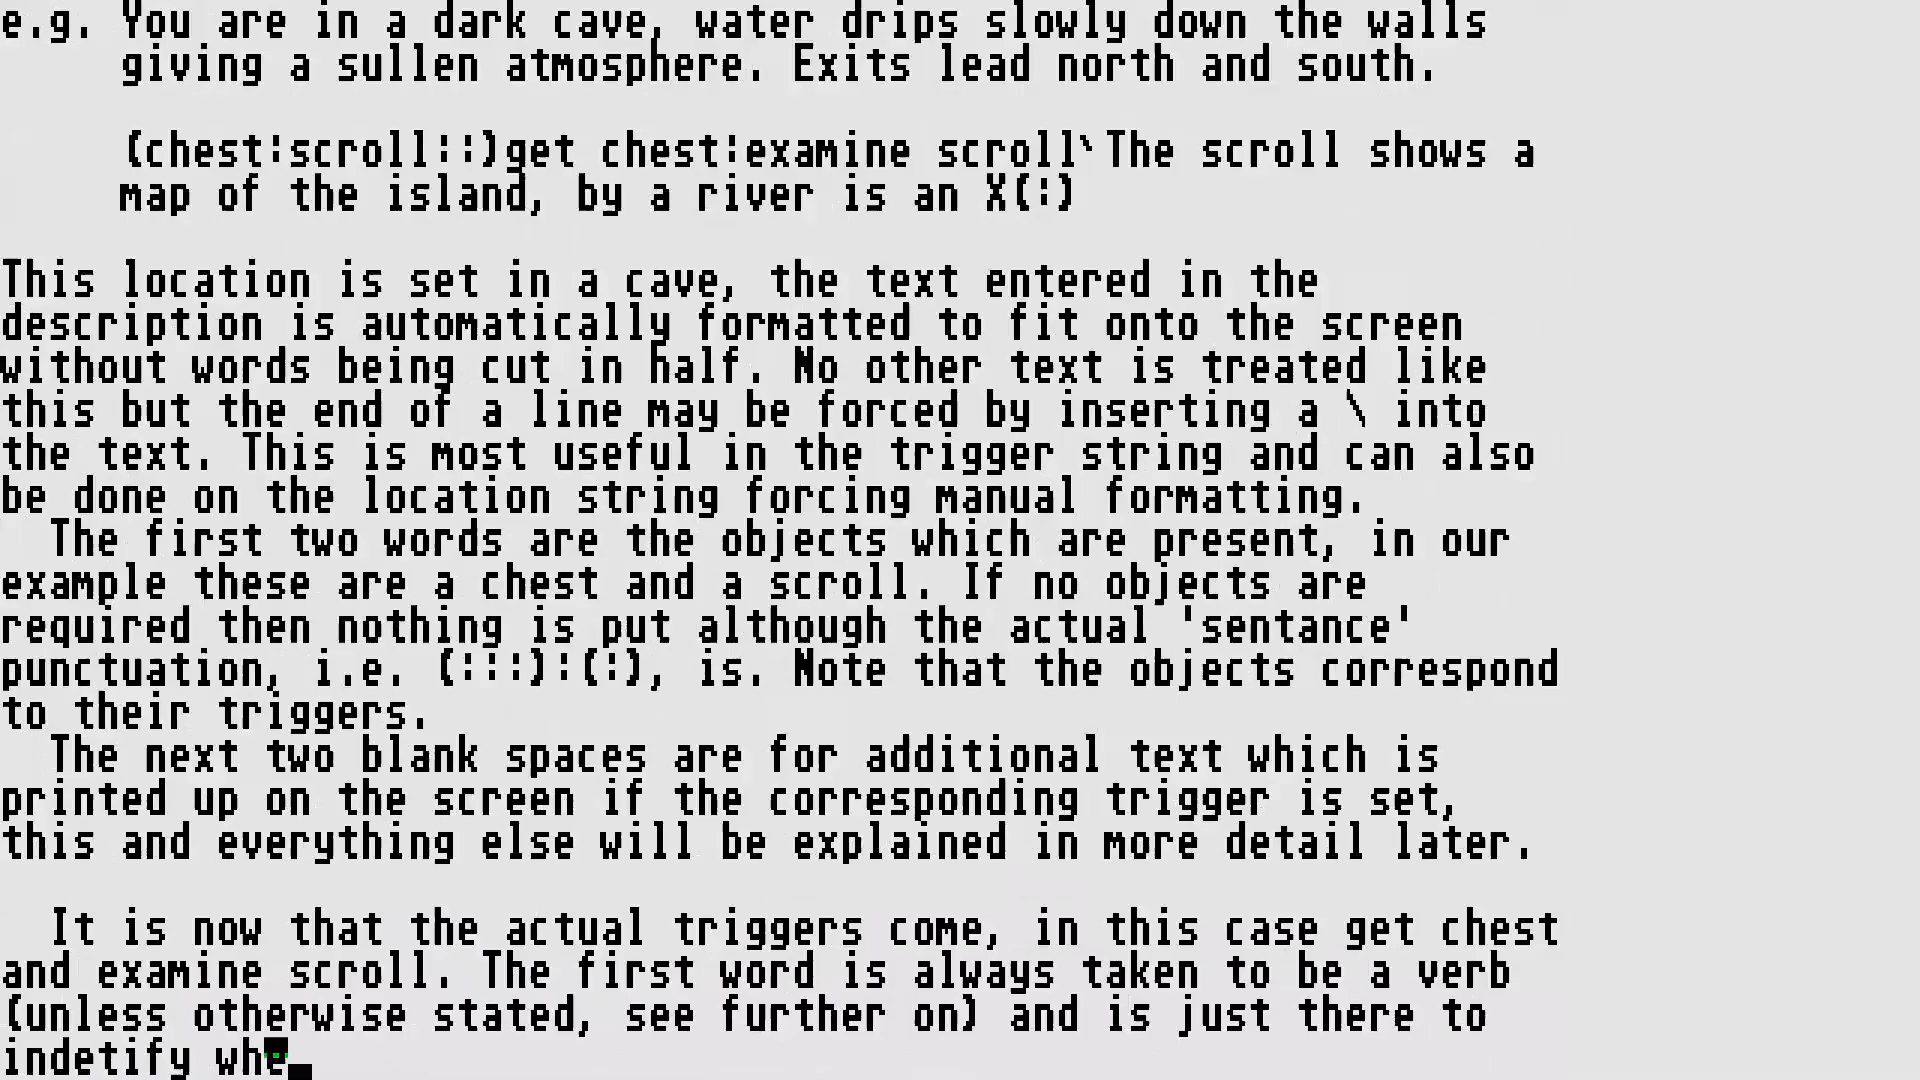 e.g. You are in a dark cave, water drips slowly down the walls
giving a sullen atmosphere. Exits lead north and south.
(chest:scroll::)get chest:examine scroll`The scroll shows a
map of the island, by a river is an X(:)
This location is set in a cave, the text entered in the
description is automatically formatted to fit onto the screen
without words being cut in half. No other text is treated like
this but the end of a line may be forced by inserting a \ into
the text. This is most useful in the trigger string and can also
be done on the location string forcing manual formatting.
The first two words are the objects which are present, in our
example these are a chest and a scroll. If no objects are
required then nothing is put although the actual 'sentance'
punctuation, i.e. (:::):(:), is. Note that the objects correspond
to their triggers.
The next two blank spaces are for additional text which is
printed up on the screen if the corresponding trigger is set,
this and everything else will be explained in more detail later.
It is now that the actual triggers come, in this case get chest
and examine scroll. The first word is always taken to be a verb
(unless otherwise stated, see further on) and is just there to
indetify whe